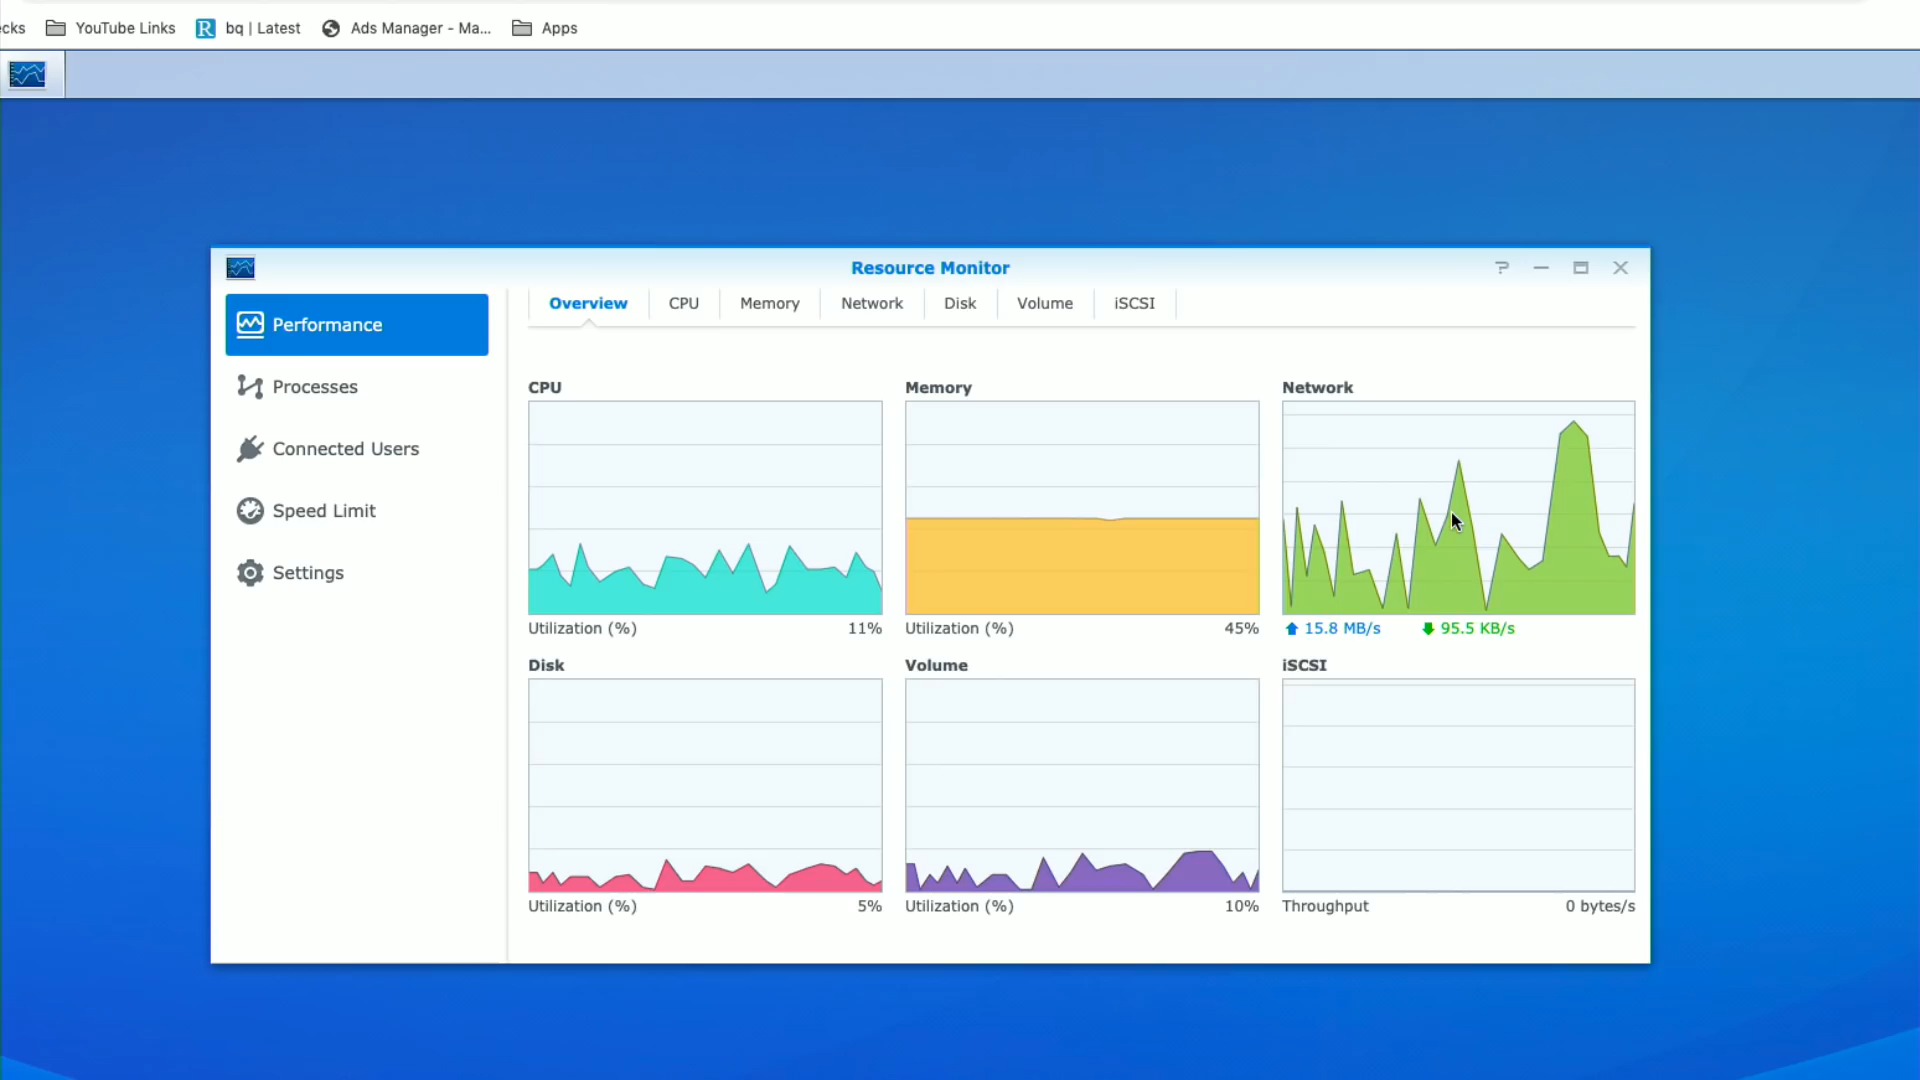 cks YouTube Links bq | Latest Ads Manager - Ma... Apps
Resource Monitor
Performance
Processes
Connected Users
Speed Limit
Settings
Overview CPU Memory Network Disk Volume iSCSI
CPU
Utilization (%) 11%
Memory
Utilization (%) 45%
Network
15.8 MB/s 95.5 KB/s
Disk
Utilization (%) 5%
Volume
Utilization (%) 10%
iSCSI
Throughput 0 bytes/s